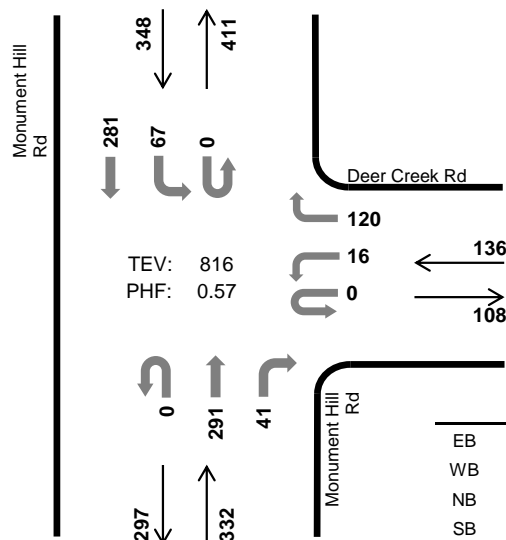 348
411
Monument Hill
Rd
281
67
0
Deer Creek Rd
120
16
136
TEV: 816
PHF: 0.57
0
108
0
291
41
Monument Hill
Rd
297
332
EB
WB
NB
SB